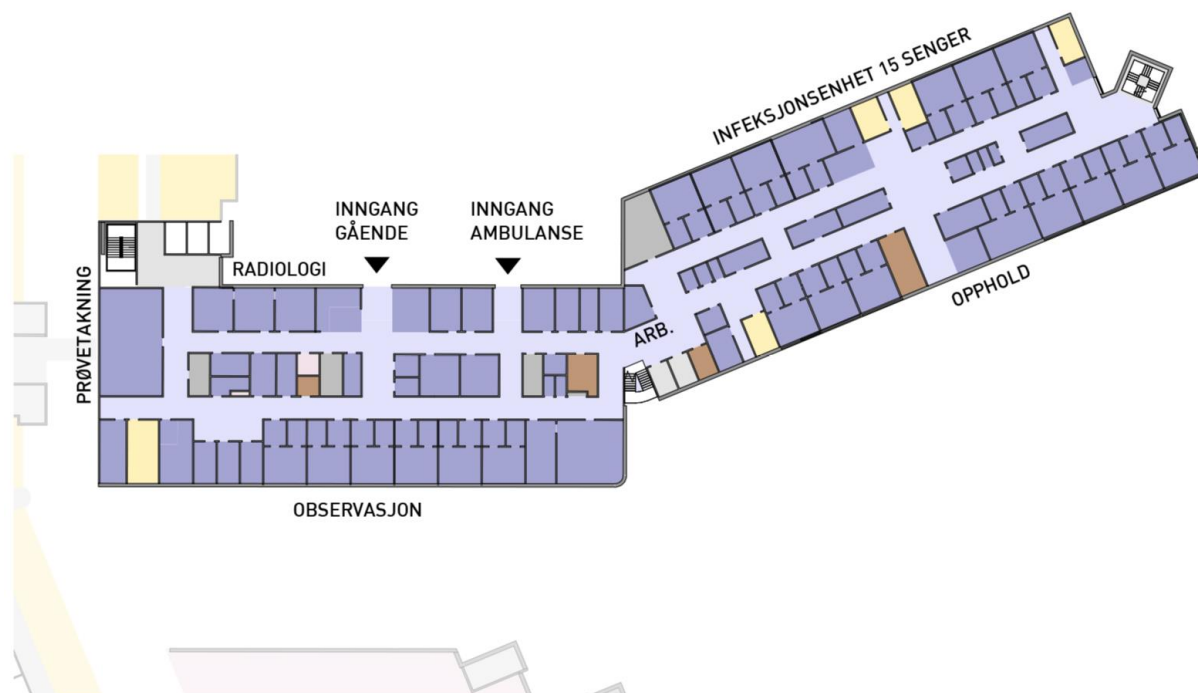 INFEKSJONSENHET 15 SENGER
INNGANG
GÅENDE
INNGANG
AMBULANSE
RADIOLOGI
PRØVETAKNING
ARB.
OPPHOLD
OBSERVASJON